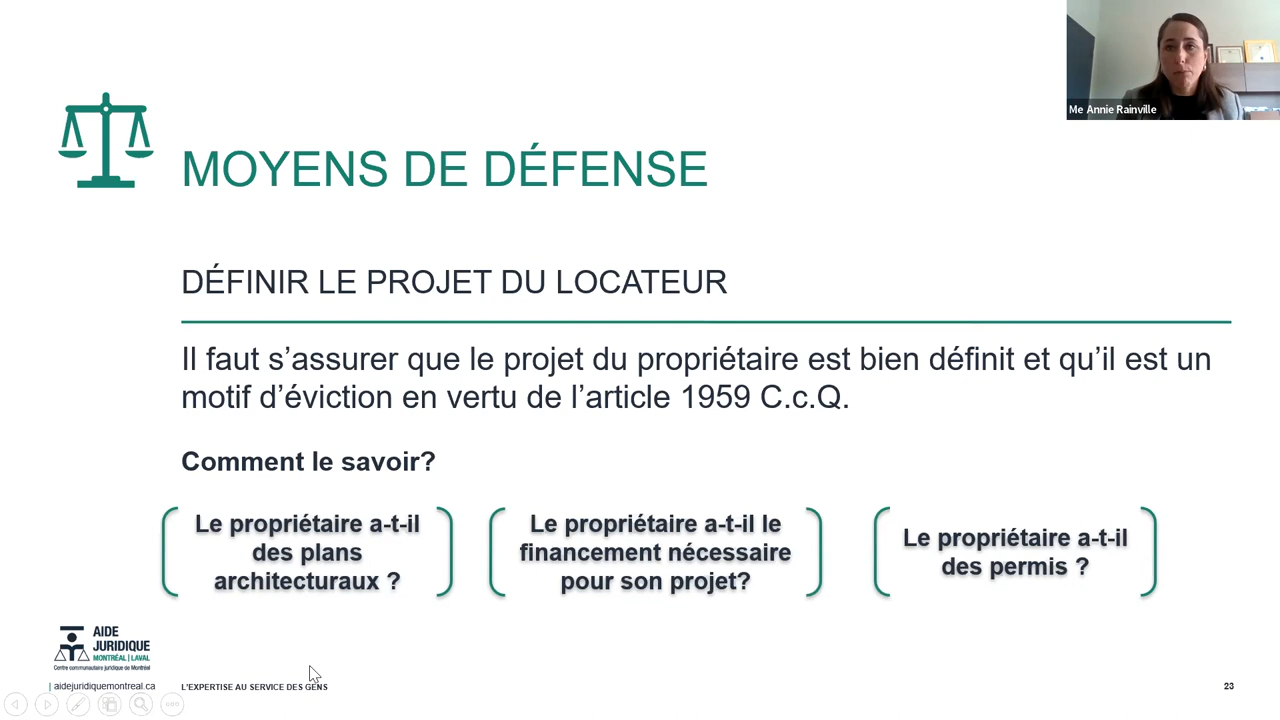 Me Annie Rainville
MOYENS DE DÉFENSE
DÉFINIR LE PROJET DU LOCATEUR
Il faut s’assurer que le projet du propriétaire est bien définit et qu’il est un
motif d’éviction en vertu de l’article 1959 C.c.Q.
Comment le savoir?
Le propriétaire a-t-il
des plans
architecturaux ?
Le propriétaire a-t-il le
financement nécessaire
pour son projet?
Le propriétaire a-t-il
des permis ?
AIDE
JURIDIQUE
MONTRÉAL | LAVAL
Centre communautaire juridique de Montréal
| aidejuridiquemontreal.ca
L'EXPERTISE AU SERVICE DES GENS
23